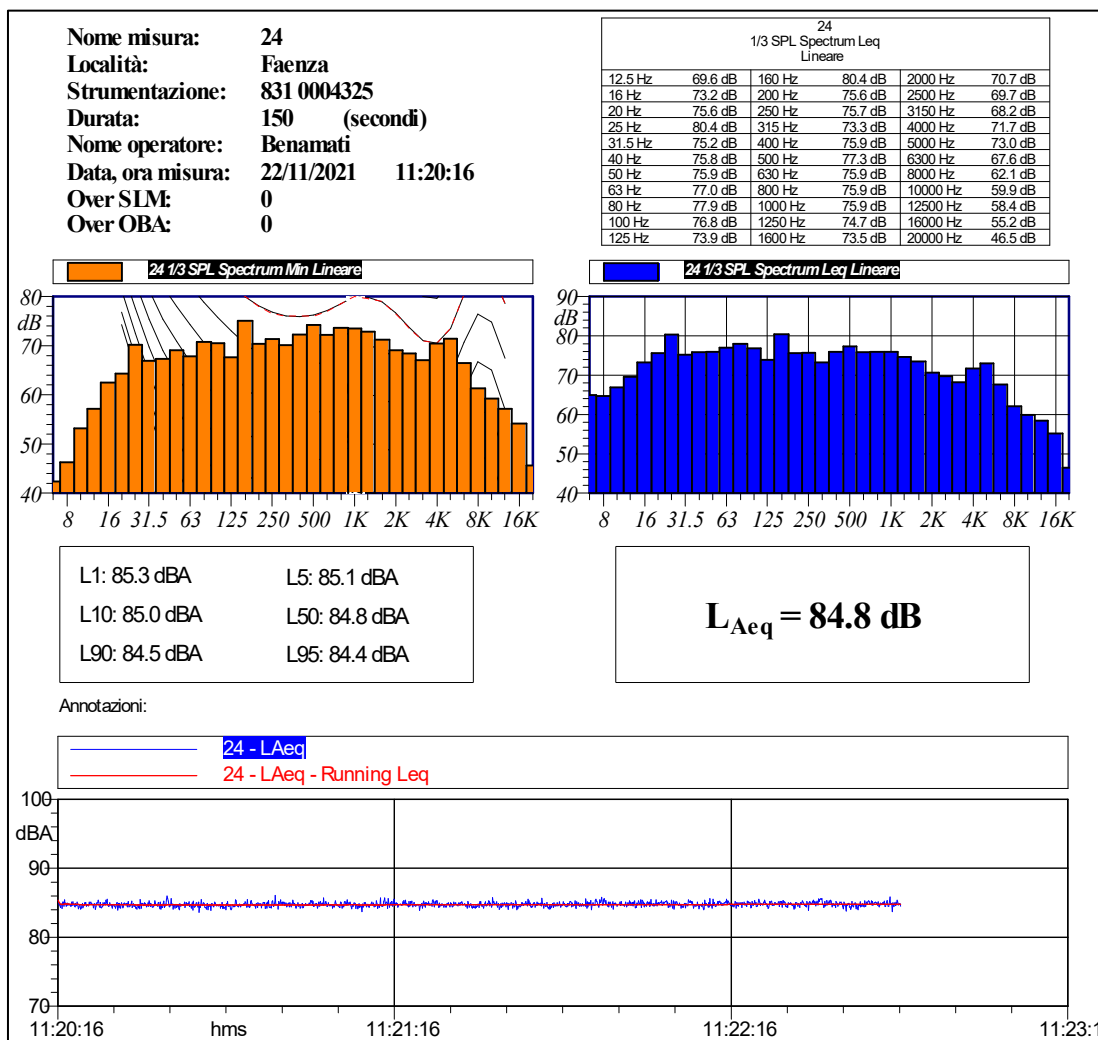 Nome misura: 24
Località: Faenza
Strumentazione: 831 0004325
Durata: 150 (secondi)
Nome operatore: Benamati
Data, ora misura: 22/11/2021 11:20:16
Over SLM: 0
Over OBA: 0
24
1/3 SPL Spectrum Leq
Lineare
12.5 Hz 69.6 dB 160 Hz 80.4 dB 2000 Hz 70.7 dB
16 Hz 73.2 dB 200 Hz 75.6 dB 2500 Hz 69.7 dB
20 Hz 75.6 dB 250 Hz 75.7 dB 3150 Hz 68.2 dB
25 Hz 80.4 dB 315 Hz 73.3 dB 4000 Hz 71.7 dB
31.5 Hz 75.2 dB 400 Hz 75.9 dB 5000 Hz 73.0 dB
40 Hz 75.8 dB 500 Hz 77.3 dB 6300 Hz 67.6 dB
50 Hz 75.9 dB 630 Hz 75.9 dB 8000 Hz 62.1 dB
63 Hz 77.0 dB 800 Hz 75.9 dB 10000 Hz 59.9 dB
80 Hz 77.9 dB 1000 Hz 75.9 dB 12500 Hz 58.4 dB
100 Hz 76.8 dB 1250 Hz 74.7 dB 16000 Hz 55.2 dB
125 Hz 73.9 dB 1600 Hz 73.5 dB 20000 Hz 46.5 dB
24 1/3 SPL Spectrum Min Lineare
80
dB
70
60
50
40
8 16 31.5 63 125 250 500 1K 2K 4K 8K 16K
24 1/3 SPL Spectrum Leq Lineare
90
dB
80
70
60
50
40
8 16 31.5 63 125 250 500 1K 2K 4K 8K 16K
L1: 85.3 dBA L5: 85.1 dBA
L10: 85.0 dBA L50: 84.8 dBA
L90: 84.5 dBA L95: 84.4 dBA
LAeq = 84.8 dB
Annotazioni:
24 - LAeq
24 - LAeq - Running Leq
100
dBA
90
80
70
11:20:16 hms 11:21:16 11:22:16 11:23:1